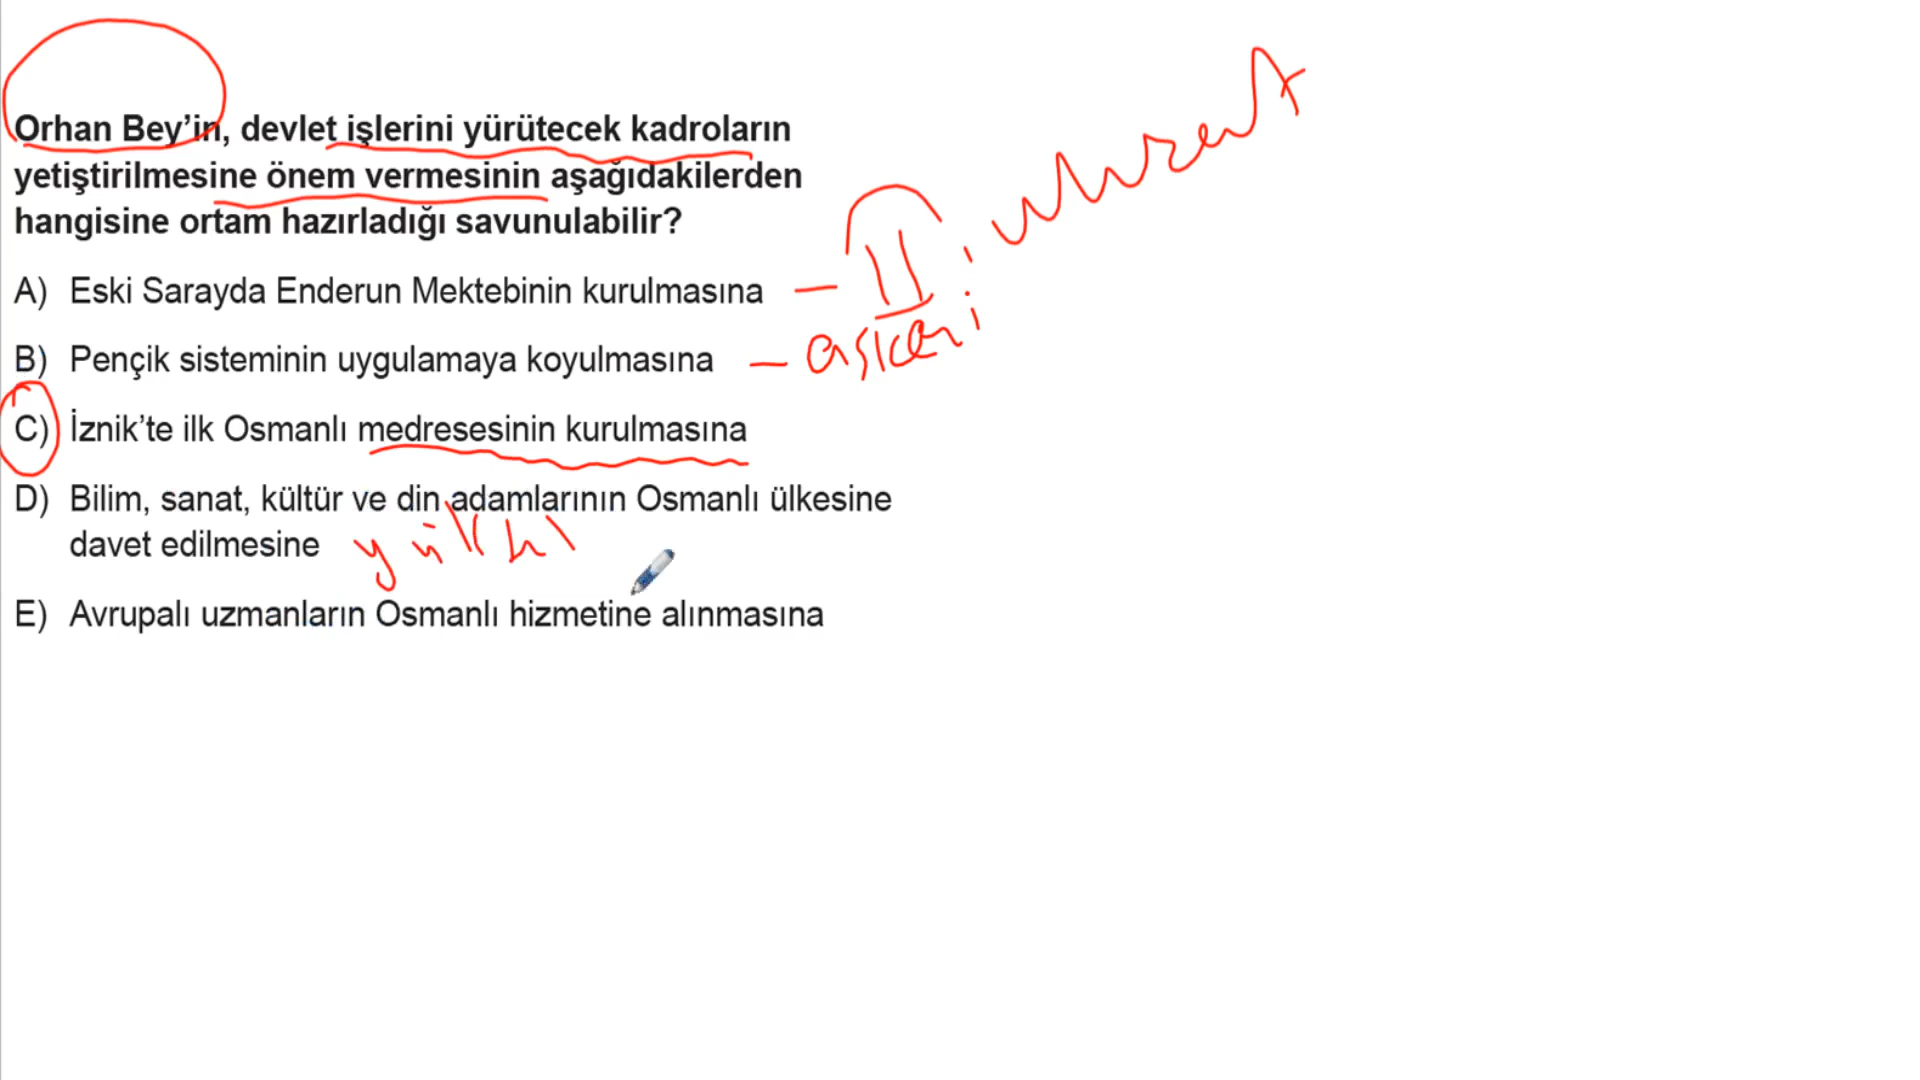 Orhan Bey’in, devlet işlerini yürütecek kadroların
yetiştirilmesine önem vermesinin aşağıdakilerden
hangisine ortam hazırladığı savunulabilir?
A) Eski Sarayda Enderun Mektebinin kurulmasına – II. Murat
B) Pençik sisteminin uygulamaya koyulmasına – askeri
C) İznik’te ilk Osmanlı medresesinin kurulmasına
D) Bilim, sanat, kültür ve din adamlarının Osmanlı ülkesine
davet edilmesine
E) Avrupalı uzmanların Osmanlı hizmetine alınmasına